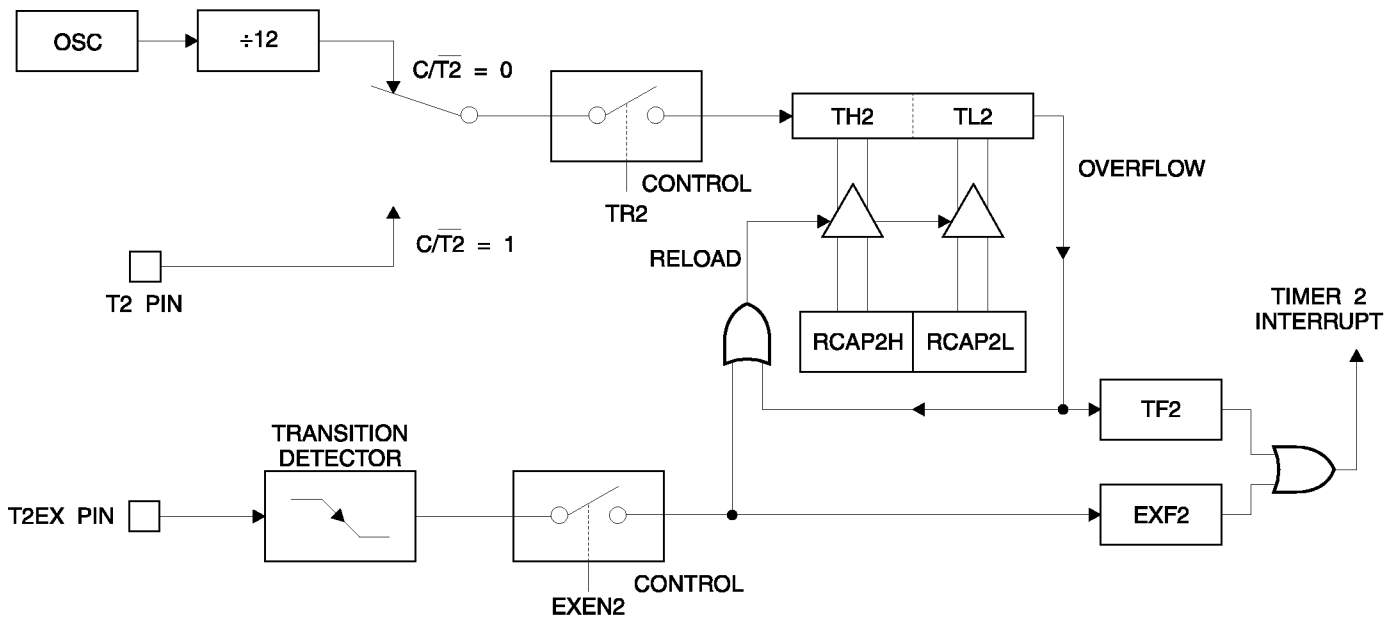 OSC
÷12
C/T2̅ = 0
TH2
TL2
OVERFLOW
CONTROL
TR2
C/T2̅ = 1
RELOAD
T2 PIN
RCAP2H
RCAP2L
TIMER 2
INTERRUPT
TF2
TRANSITION
DETECTOR
T2EX PIN
EXF2
CONTROL
EXEN2